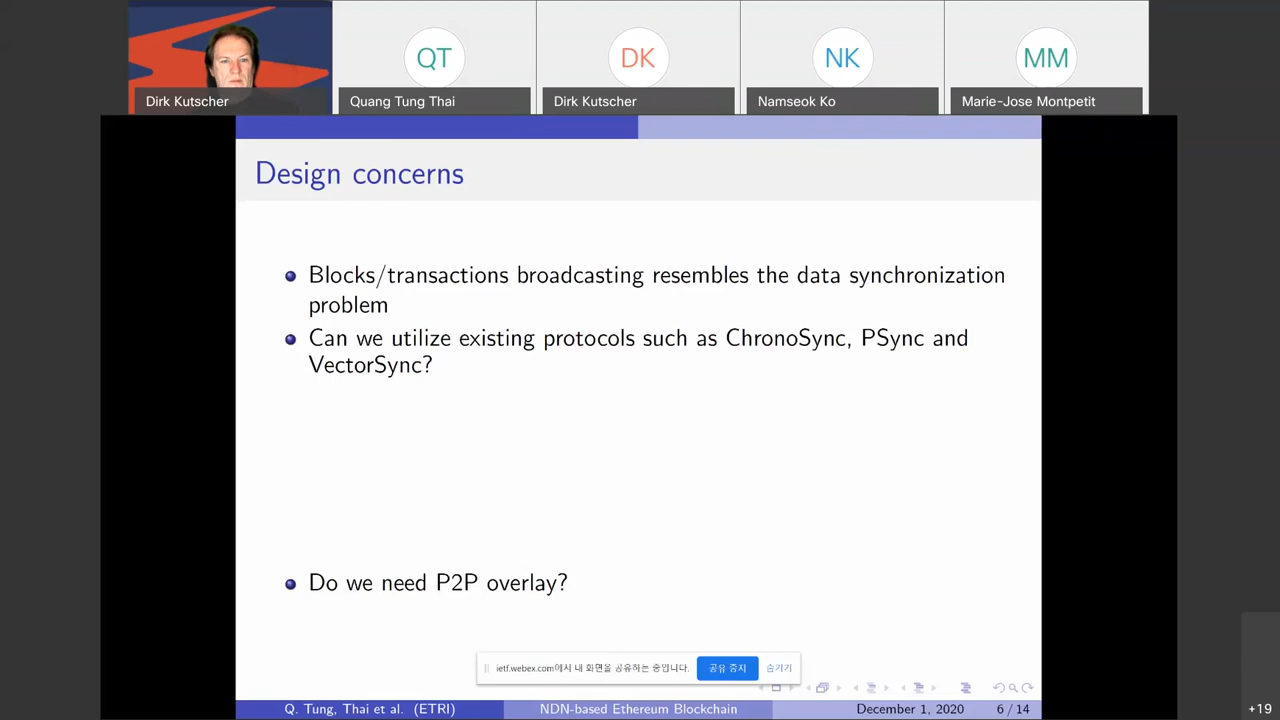 QT
DK
NK
MM
Dirk Kutscher
Quang Tung Thai
Dirk Kutscher
Namseok Ko
Marie-Jose Montpetit
Design concerns
Blocks/transactions broadcasting resembles the data synchronization
problem
Can we utilize existing protocols such as ChronoSync, PSync and
VectorSync?
Do we need P2P overlay?
ietf.webex.com에서 내 화면을 공유하는 중입니다.
공유 중지
숨기기
Q. Tung, Thai et al. (ETRI)
NDN-based Ethereum Blockchain
December 1, 2020
6 / 14
+19